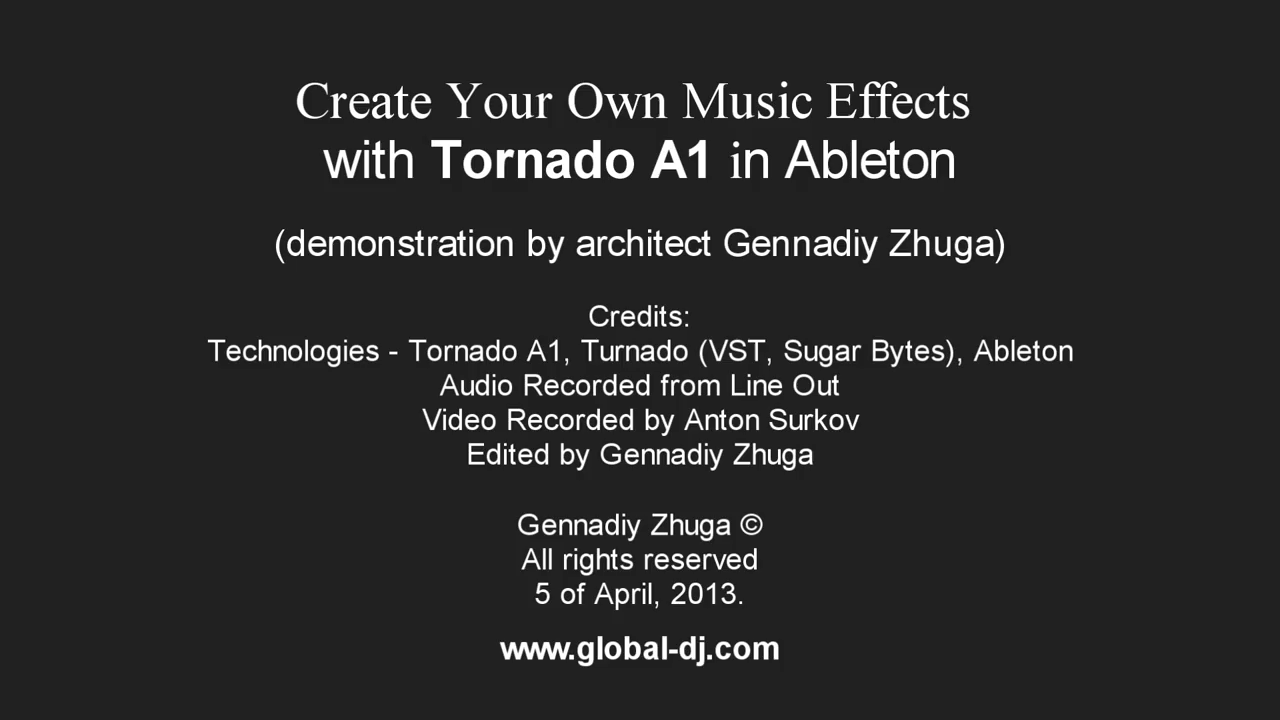 Create Your Own Music Effects
with Tornado A1 in Ableton
(demonstration by architect Gennadiy Zhuga)
Credits:
Technologies - Tornado A1, Turnado (VST, Sugar Bytes), Ableton
Audio Recorded from Line Out
Video Recorded by Anton Surkov
Edited by Gennadiy Zhuga
Gennadiy Zhuga ©
All rights reserved
5 of April, 2013.
www.global-dj.com